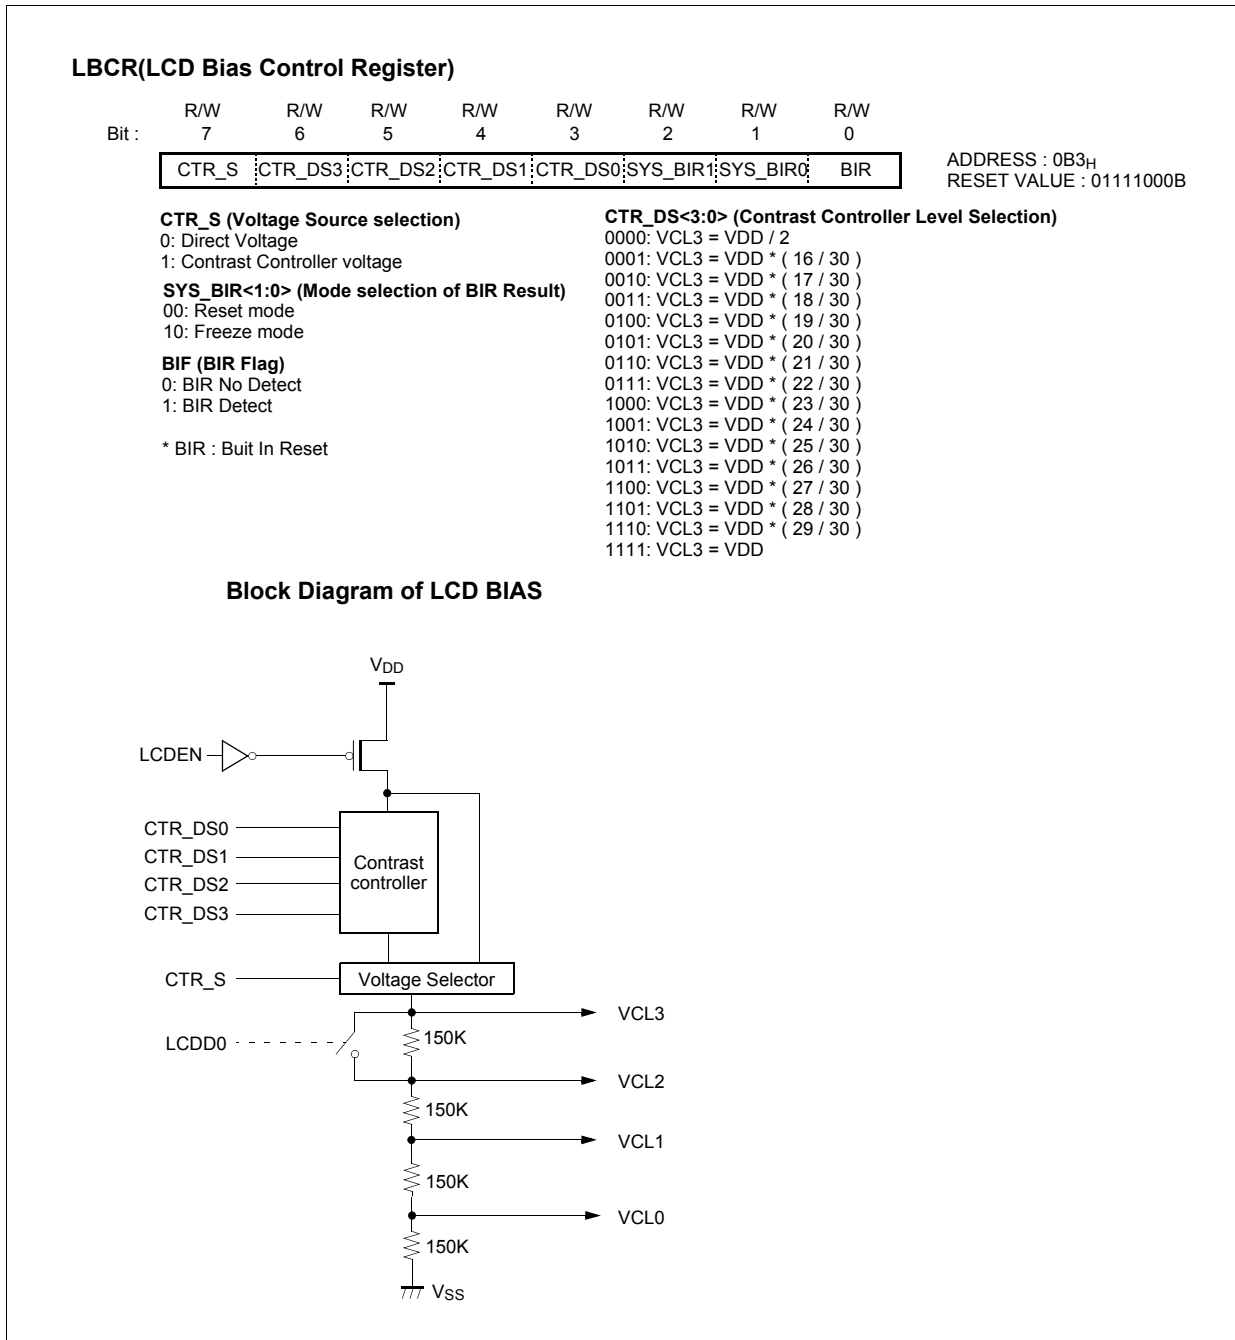 LBCR(LCD Bias Control Register)
R/W R/W R/W R/W R/W R/W R/W R/W
Bit : 7 6 5 4 3 2 1 0
CTR_S CTR_DS3 CTR_DS2 CTR_DS1 CTR_DS0 SYS_BIR1 SYS_BIR0 BIR
ADDRESS : 0B3H
RESET VALUE : 01111000B
CTR_S (Voltage Source selection)
0: Direct Voltage
1: Contrast Controller voltage
SYS_BIR<1:0> (Mode selection of BIR Result)
00: Reset mode
10: Freeze mode
BIF (BIR Flag)
0: BIR No Detect
1: BIR Detect
* BIR : Buit In Reset
CTR_DS<3:0> (Contrast Controller Level Selection)
0000: VCL3 = VDD / 2
0001: VCL3 = VDD * ( 16 / 30 )
0010: VCL3 = VDD * ( 17 / 30 )
0011: VCL3 = VDD * ( 18 / 30 )
0100: VCL3 = VDD * ( 19 / 30 )
0101: VCL3 = VDD * ( 20 / 30 )
0110: VCL3 = VDD * ( 21 / 30 )
0111: VCL3 = VDD * ( 22 / 30 )
1000: VCL3 = VDD * ( 23 / 30 )
1001: VCL3 = VDD * ( 24 / 30 )
1010: VCL3 = VDD * ( 25 / 30 )
1011: VCL3 = VDD * ( 26 / 30 )
1100: VCL3 = VDD * ( 27 / 30 )
1101: VCL3 = VDD * ( 28 / 30 )
1110: VCL3 = VDD * ( 29 / 30 )
1111: VCL3 = VDD
Block Diagram of LCD BIAS
VDD
LCDEN
CTR_DS0
CTR_DS1
CTR_DS2
CTR_DS3
Contrast
controller
CTR_S
Voltage Selector
VCL3
LCDD0
150K
VCL2
150K
VCL1
150K
VCL0
150K
VSS